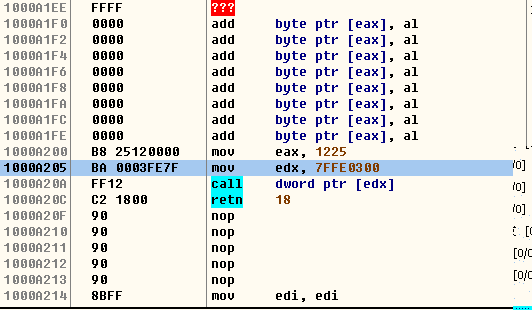 1000A1EE FFFF ???
1000A1F0 0000 add byte ptr [eax], al
1000A1F2 0000 add byte ptr [eax], al
1000A1F4 0000 add byte ptr [eax], al
1000A1F6 0000 add byte ptr [eax], al
1000A1F8 0000 add byte ptr [eax], al
1000A1FA 0000 add byte ptr [eax], al
1000A1FC 0000 add byte ptr [eax], al
1000A1FE 0000 add byte ptr [eax], al
1000A200 B8 25120000 mov eax, 1225
1000A205 BA 0003FE7F mov edx, 7FFE0300
1000A20A FF12 call dword ptr [edx]
1000A20C C2 1800 retn 18
1000A20F 90 nop
1000A210 90 nop
1000A211 90 nop
1000A212 90 nop
1000A213 90 nop
1000A214 8BFF mov edi, edi